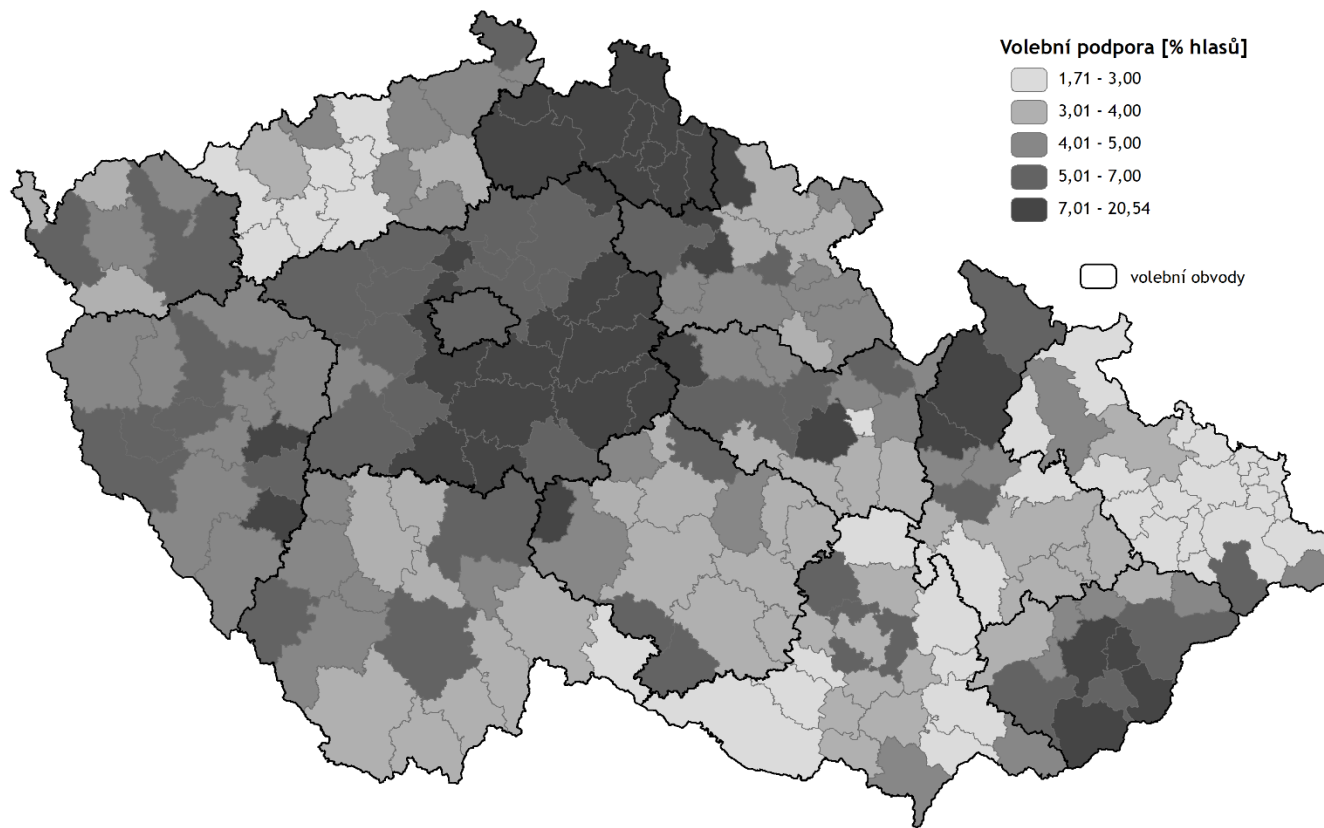 Volební podpora [% hlasů]
1,71 - 3,00
3,01 - 4,00
4,01 - 5,00
5,01 - 7,00
7,01 - 20,54
volební obvody